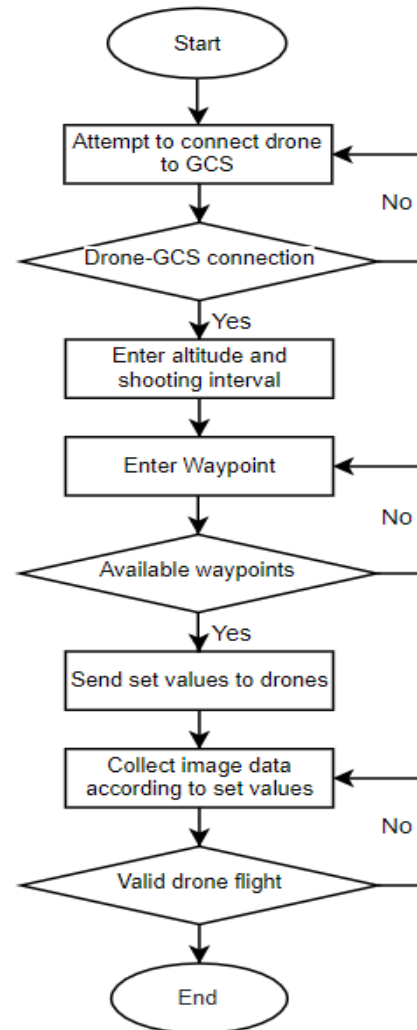 Start
Attempt to connect drone
to GCS
No
Drone-GCS connection
Yes
Enter altitude and
shooting interval
Enter Waypoint
No
Available waypoints
Yes
Send set values to drones
Collect image data
according to set values
No
Valid drone flight
End